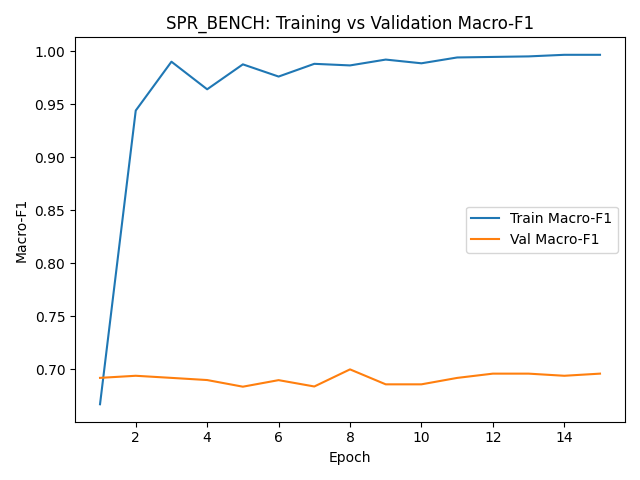 SPR_BENCH: Training vs Validation Macro-F1
1.00
0.95
0.90
0.85
0.80
0.75
0.70
Macro-F1
Train Macro-F1
Val Macro-F1
2 4 6 8 10 12 14
Epoch